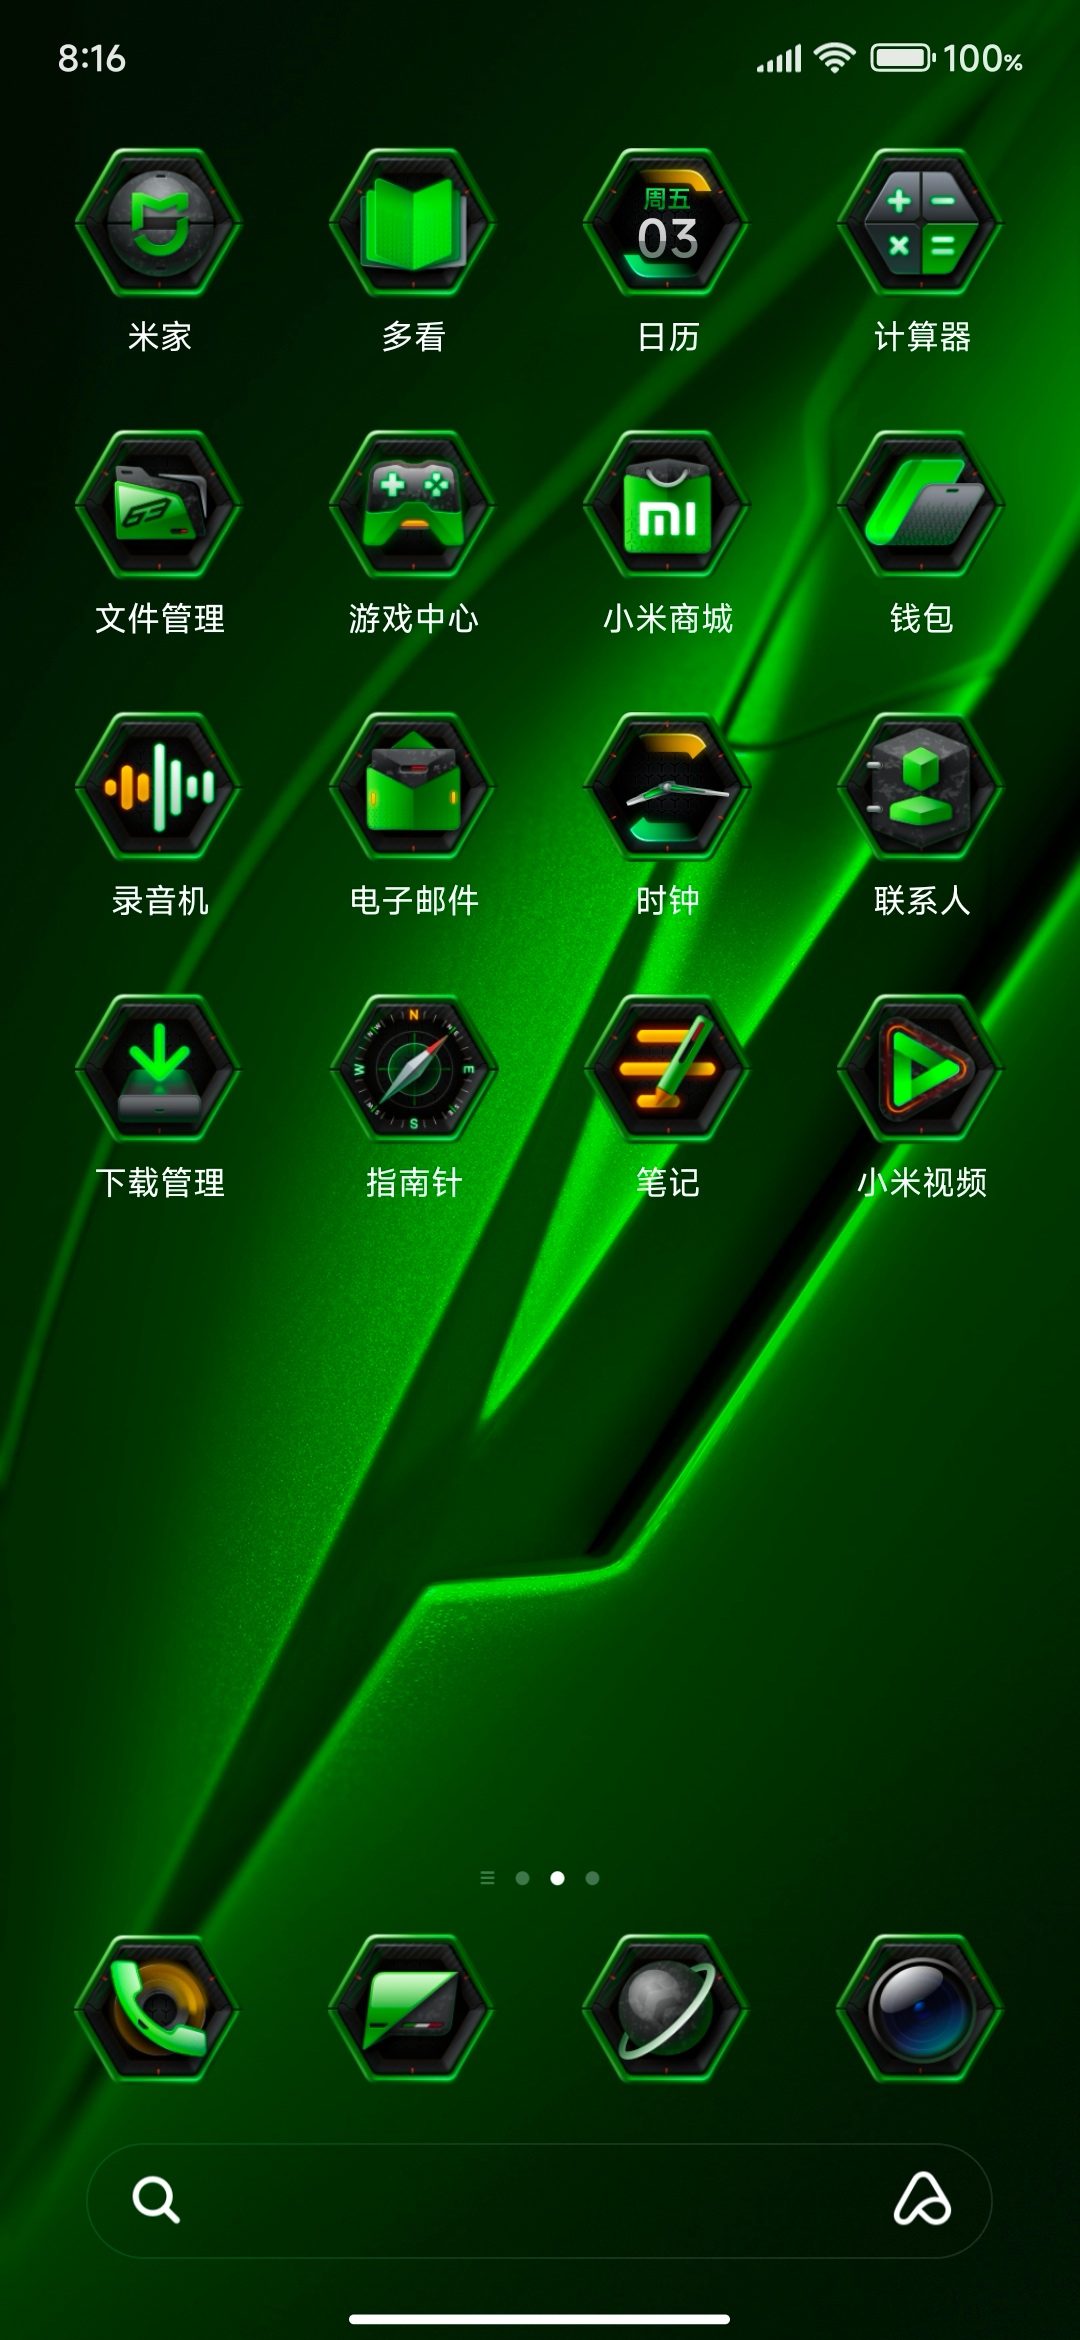 8:16 100%
周五
03
米家 多看 日历 计算器
63 mi
文件管理 游戏中心 小米商城 钱包
录音机 电子邮件 时钟 联系人
N
W E
S
下载管理 指南针 笔记 小米视频